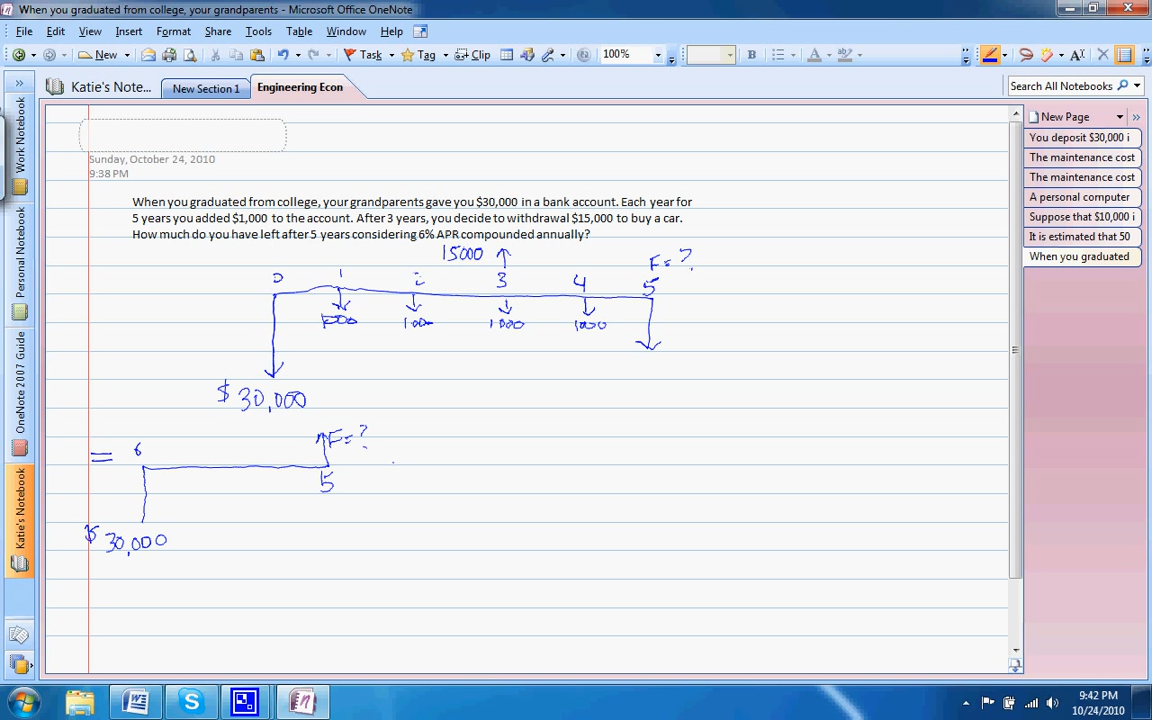 When you graduated from college, your grandparents - Microsoft Office OneNote
File Edit View Insert Format Share Tools Table Window Help
New Task Tag Clip 100% B A ab
Katie's Note... New Section 1 Engineering Econ Search All Notebooks
Work Notebook
Personal Notebook
OneNote 2007 Guide
Katie's Notebook
New Page
You deposit $30,000 i
The maintenance cost
The maintenance cost
A personal computer
Suppose that $10,000 i
It is estimated that 50
When you graduated
Sunday, October 24, 2010
9:38 PM
When you graduated from college, your grandparents gave you $30,000 in a bank account. Each year for
5 years you added $1,000 to the account. After 3 years, you decide to withdrawal $15,000 to buy a car.
How much do you have left after 5 years considering 6% APR compounded annually?
15000 F=?
0 1 2 3 4 5
1000 1000 1000 1000
$ 30,000
= F=?
5
$ 30,000
9:42 PM
10/24/2010